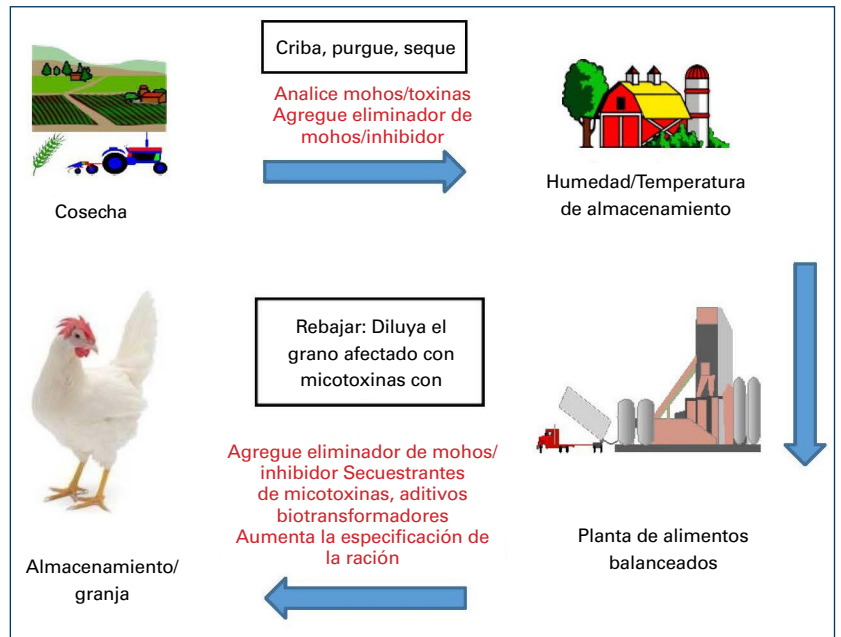 Criba, purgue, seque
Analice mohos/toxinas
Agregue eliminador de
mohos/inhibidor
Cosecha
Humedad/Temperatura
de almacenamiento
Rebajar: Diluya el
grano afectado con
micotoxinas con
Agregue eliminador de mohos/
inhibidor Secuestrantes
de micotoxinas, aditivos
biotransformadores
Aumenta la especificación de
la ración
Planta de alimentos
balanceados
Almacenamiento/
granja